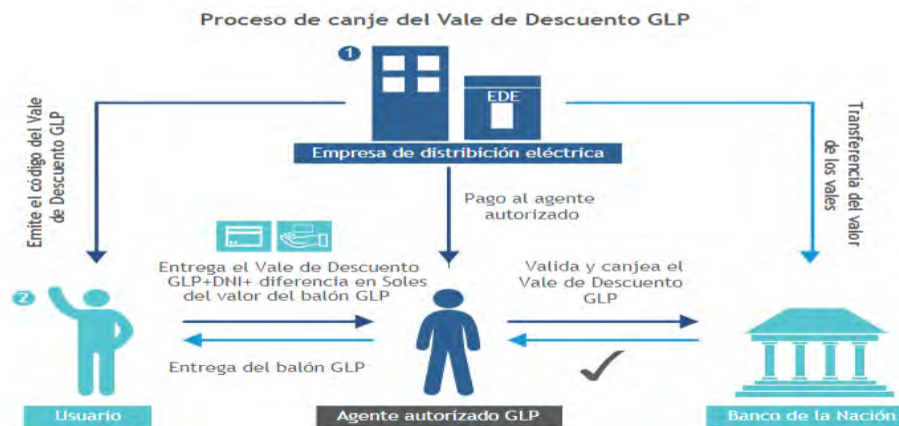 Proceso de canje del Vale de Descuento GLP
1
EDE
Empresa de distribición eléctrica
Emite el código del Vale
de Descuento GLP
Transferencia del valor
de los vales
Pago al agente
autorizado
2
Entrega el Vale de Descuento
GLP+DNI+ diferencia en Soles
del valor del balón GLP
Valida y canjea el
Vale de Descuento
GLP
Entrega del balón GLP
Usuario
Agente autorizado GLP
Banco de la Nación